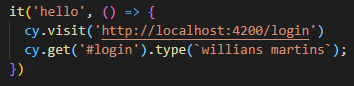 it('hello', () => {
cy.visit('http://localhost:4200/login')
cy.get('#login').type(`willians martins`);
})